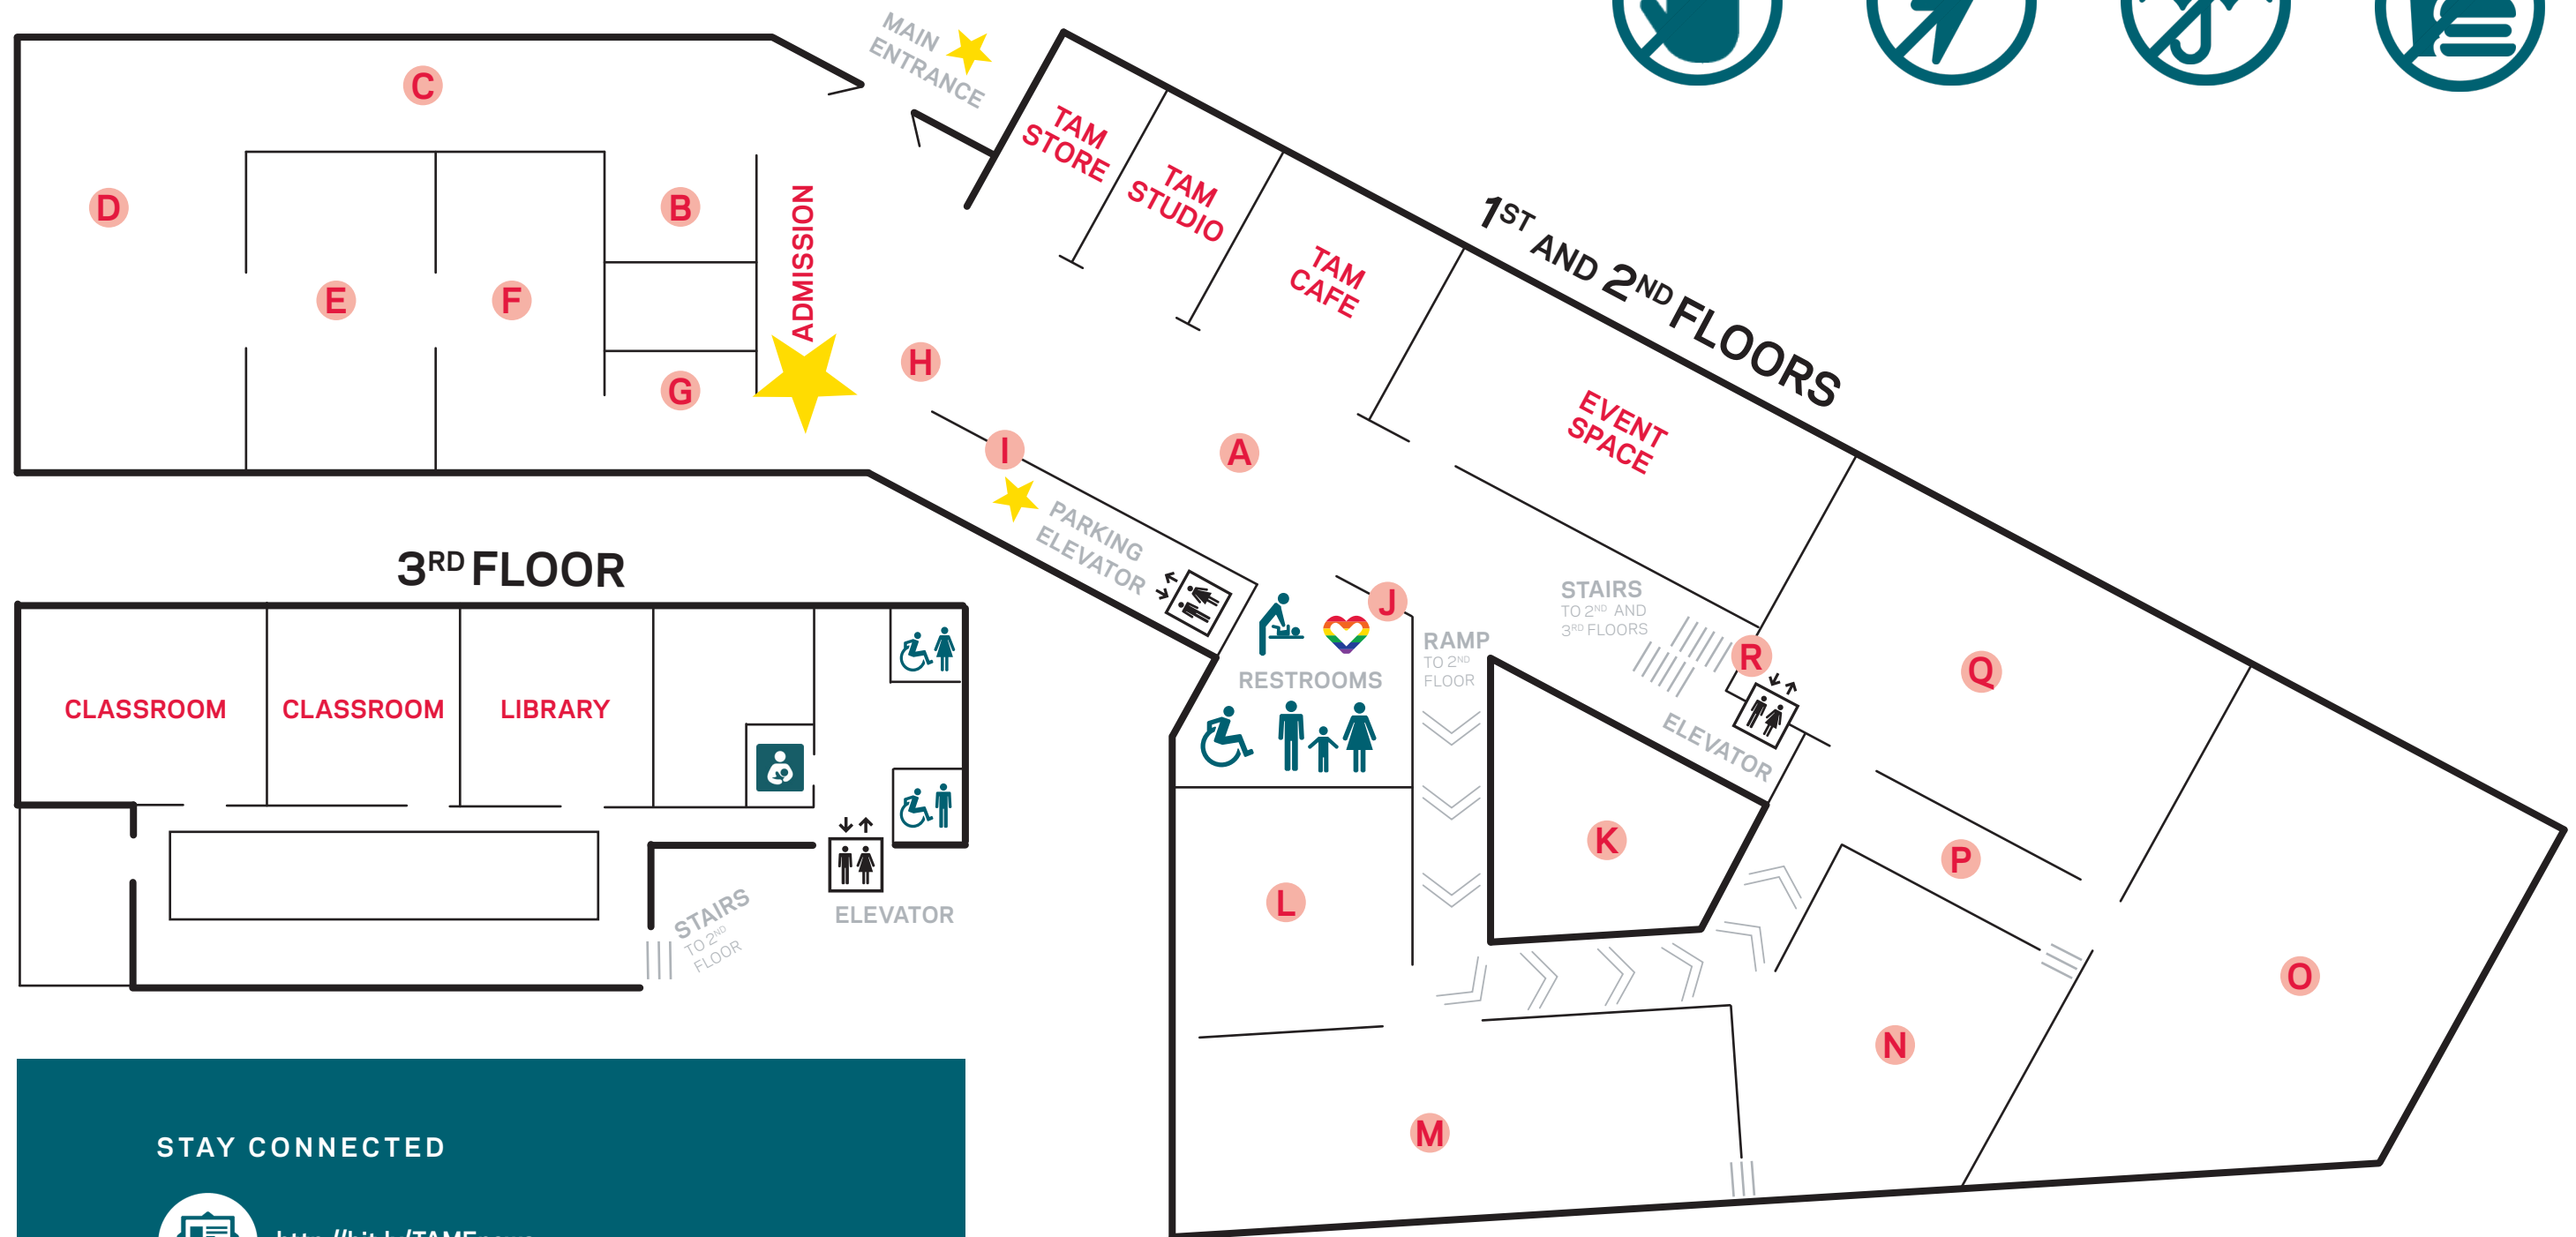 MAIN
ENTRANCE
C
TAM
STORE
TAM
STUDIO
D
B
ADMISSION
1ST AND 2ND FLOORS
TAM
CAFE
E
F
H
G
EVENT
SPACE
I
A
PARKING
ELEVATOR
3RD FLOOR
STAIRS
TO 2ND AND
3RD FLOORS
J
RAMP
TO 2ND
FLOOR
R
Q
RESTROOMS
CLASSROOM
CLASSROOM
LIBRARY
ELEVATOR
K
P
L
STAIRS
TO 2ND
FLOOR
ELEVATOR
O
N
M
STAY CONNECTED